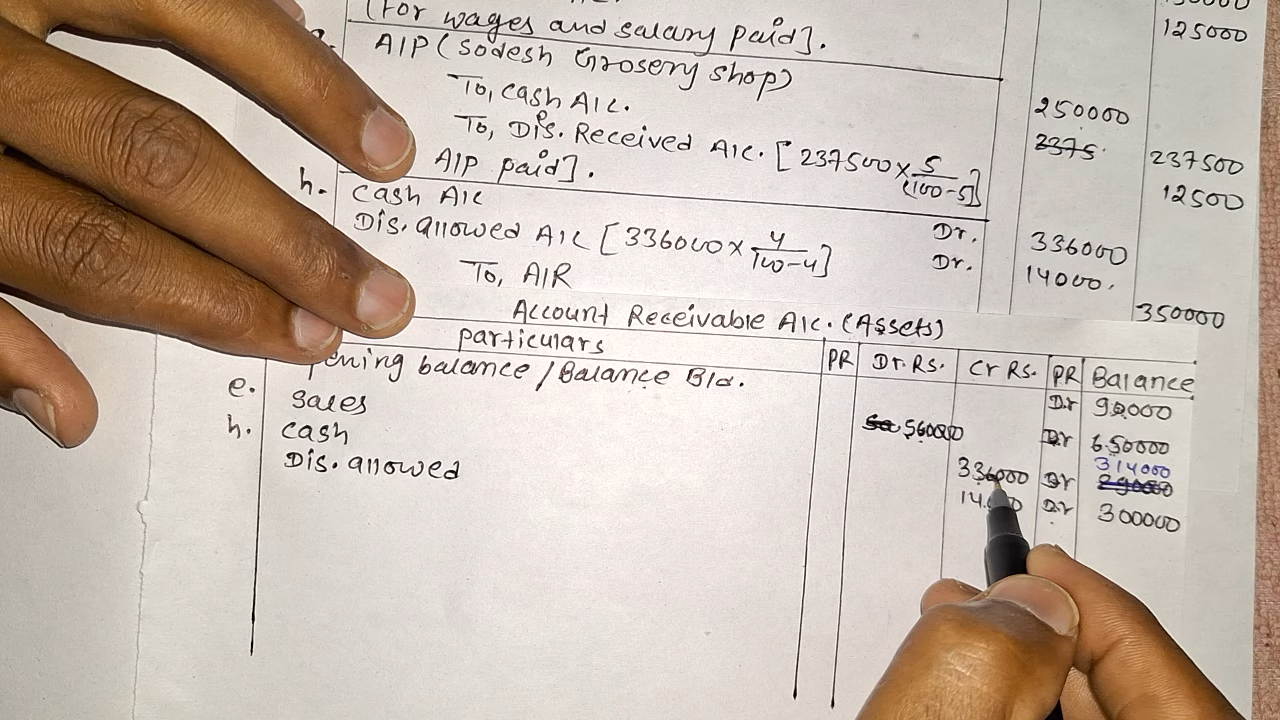 [For wages and salary paid].
125000
A/P (Sodesh Grosery shop)
To, cash A/C. 250000
To, Dis. Received A/C. [237500 x 5/(100-5)] 2375 237500
A/P paid]. 12500
h. Cash A/C Dr. 336000
Dis. allowed A/C [336000 x 4/100-4] Dr. 14000.
To, A/R 350000
Account Receivable A/C. (Assets)
particulars PR Dr. Rs. Cr Rs. PR Balance
pening balance / Balance B/d. Dr 90000
e. Sales 560000 Dr 650000
h. cash 336000 Dr 314000
Dis. allowed Dr 300000